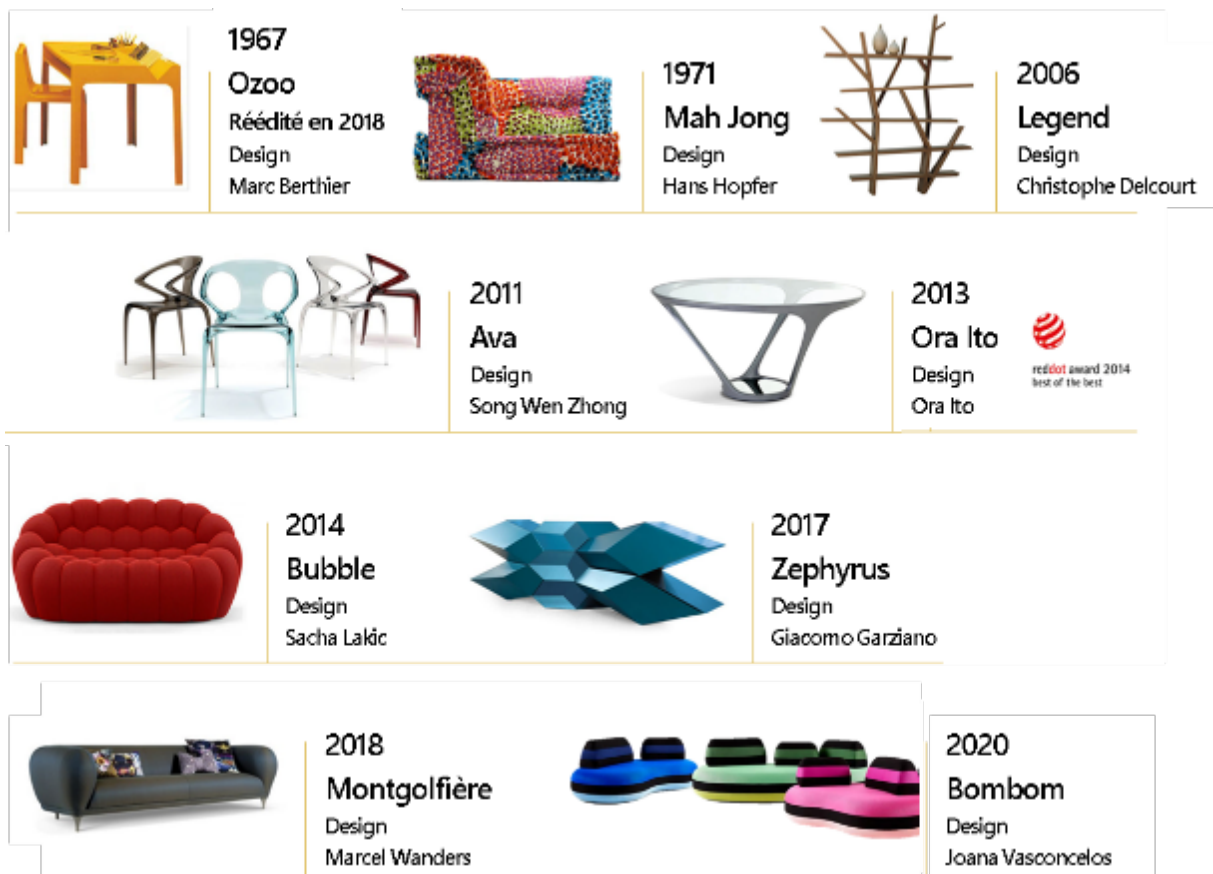 1967
Ozoo
Réédité en 2018
Design
Marc Berthier
1971
Mah Jong
Design
Hans Hopfer
2006
Legend
Design
Christophe Delcourt
2011
Ava
Design
Song Wen Zhong
2013
Ora Ito
Design
Ora Ito
reddot award 2014
best of the best
2014
Bubble
Design
Sacha Lakic
2017
Zephyrus
Design
Giacomo Garziano
2018
Montgolfière
Design
Marcel Wanders
2020
Bombom
Design
Joana Vasconcelos